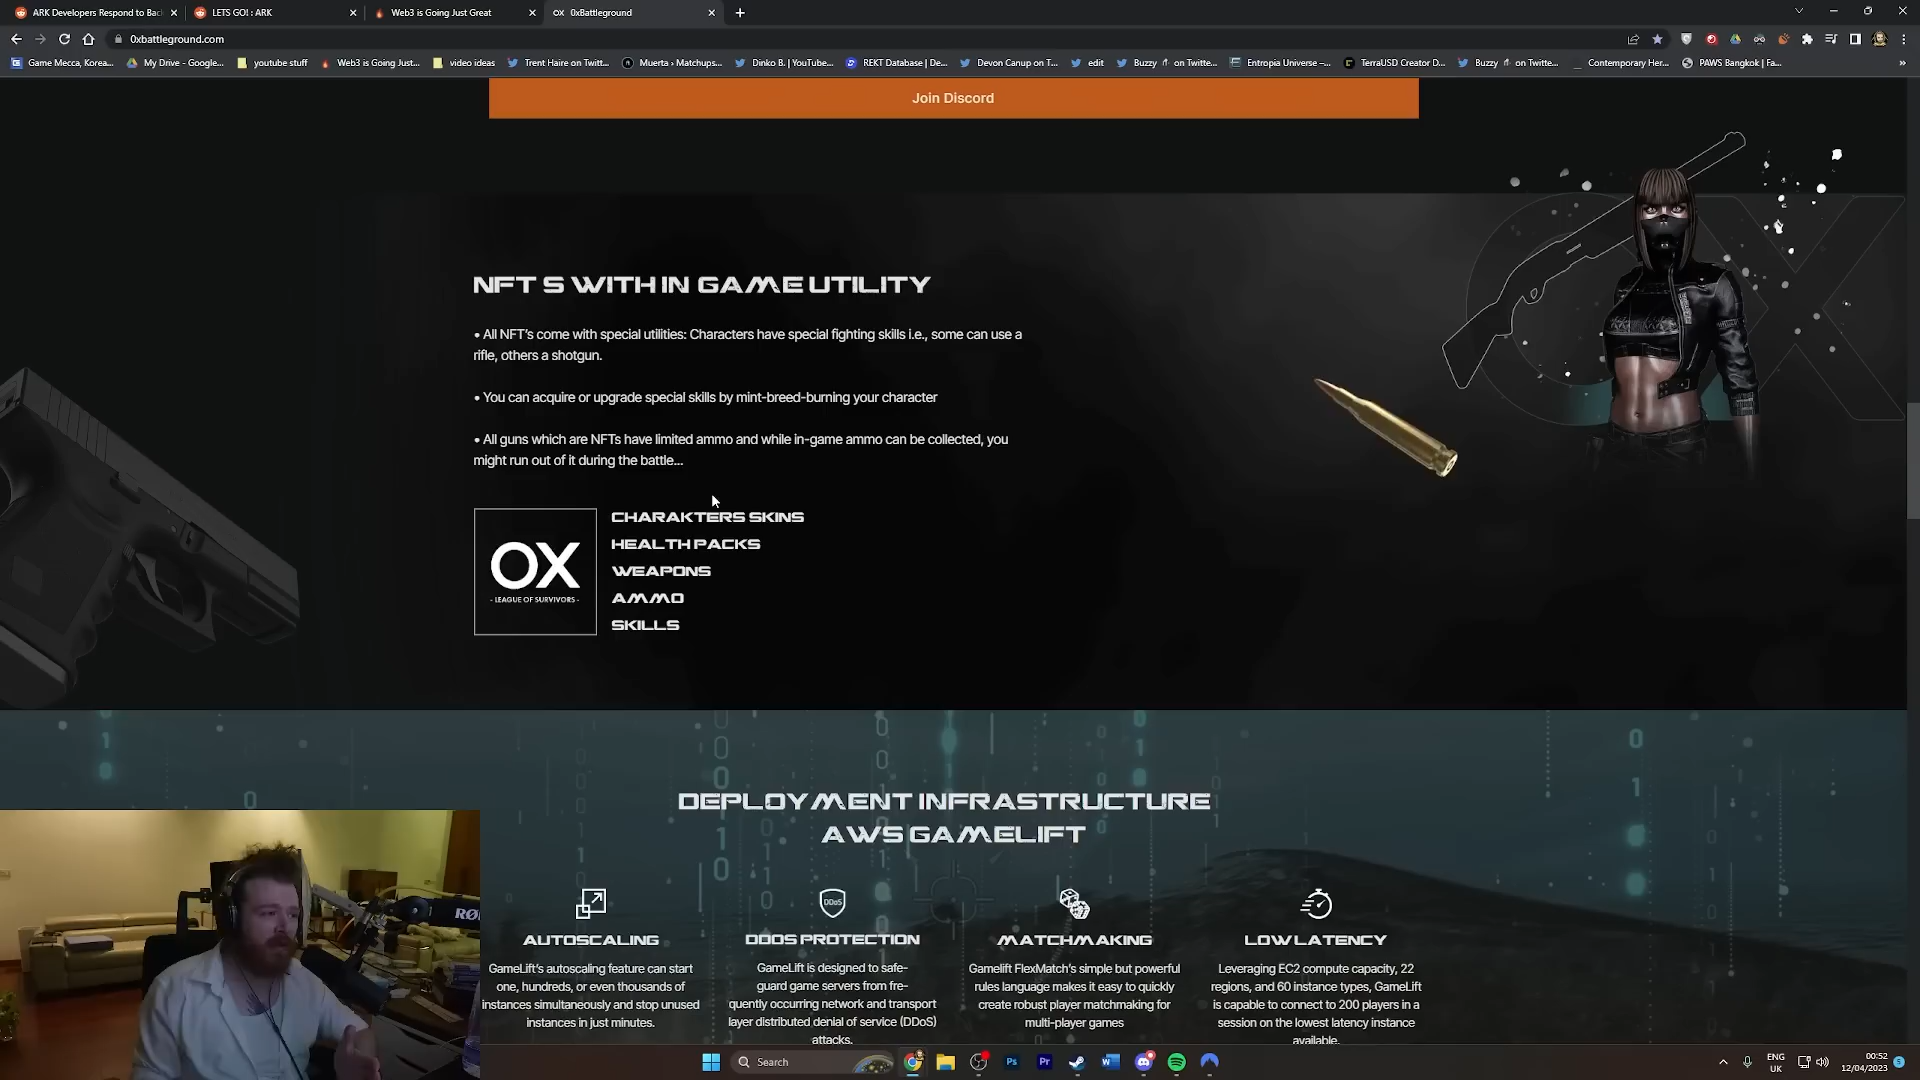 ARK Developers Respond to Bac
LETS GO! : ARK
Web3 is Going Just Great
OX 0xBattleground
0xbattleground.com
Game Mecca, Korea...
My Drive - Google...
youtube stuff
Web3 is Going Just...
video ideas
Trent Haire on Twitt...
Muerta › Matchups...
Dinko B. | YouTube...
REKT Database | De...
Devon Canup on T...
edit
Buzzy on Twitte...
Entropia Universe –...
TerraUSD Creator D...
Buzzy on Twitte...
Contemporary Her...
PAWS Bangkok | Fa...
»
Join Discord
NFT S WITH IN GAME UTILITY
• All NFT's come with special utilities: Characters have special fighting skills i.e., some can use a
rifle, others a shotgun.
• You can acquire or upgrade special skills by mint-breed-burning your character
• All guns which are NFTs have limited ammo and while in-game ammo can be collected, you
might run out of it during the battle...
OX
- LEAGUE OF SURVIVORS -
CHARAKTERS SKINS
HEALTH PACKS
WEAPONS
AMMO
SKILLS
DEPLOYMENT INFRASTRUCTURE
AWS GAMELIFT
AUTOSCALING
GameLift's autoscaling feature can start
one, hundreds, or even thousands of
instances simultaneously and stop unused
instances in just minutes.
DDoS
DDOS PROTECTION
GameLift is designed to safe-
guard game servers from fre-
quently occurring network and transport
layer distributed denial of service (DDoS)
attacks.
MATCHMAKING
Gamelift FlexMatch's simple but powerful
rules language makes it easy to quickly
create robust player matchmaking for
multi-player games
LOW LATENCY
Leveraging EC2 compute capacity, 22
regions, and 60 instance types, GameLift
is capable to connect to 200 players in a
session on the lowest latency instance
available.
RØ
Search
Ps
Pr
W
ENG
UK
00:52
12/04/2023
5